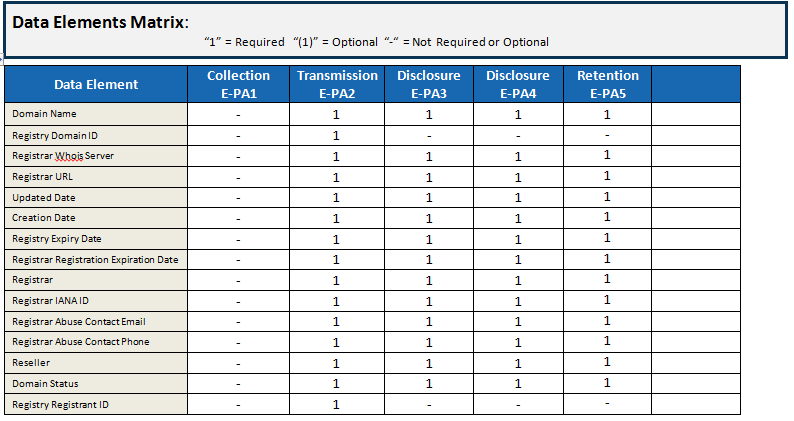 Data Elements Matrix:
“1” = Required “(1)” = Optional “-“ = Not Required or Optional
Data Element Collection E-PA1 Transmission E-PA2 Disclosure E-PA3 Disclosure E-PA4 Retention E-PA5
Domain Name - 1 1 1 1
Registry Domain ID - 1 - - -
Registrar Whois Server - 1 1 1 1
Registrar URL - 1 1 1 1
Updated Date - 1 1 1 1
Creation Date - 1 1 1 1
Registry Expiry Date - 1 1 1 1
Registrar Registration Expiration Date - 1 1 1 1
Registrar - 1 1 1 1
Registrar IANA ID - 1 1 1 1
Registrar Abuse Contact Email - 1 1 1 1
Registrar Abuse Contact Phone - 1 1 1 1
Reseller - 1 1 1 1
Domain Status - 1 1 1 1
Registry Registrant ID - 1 - - -